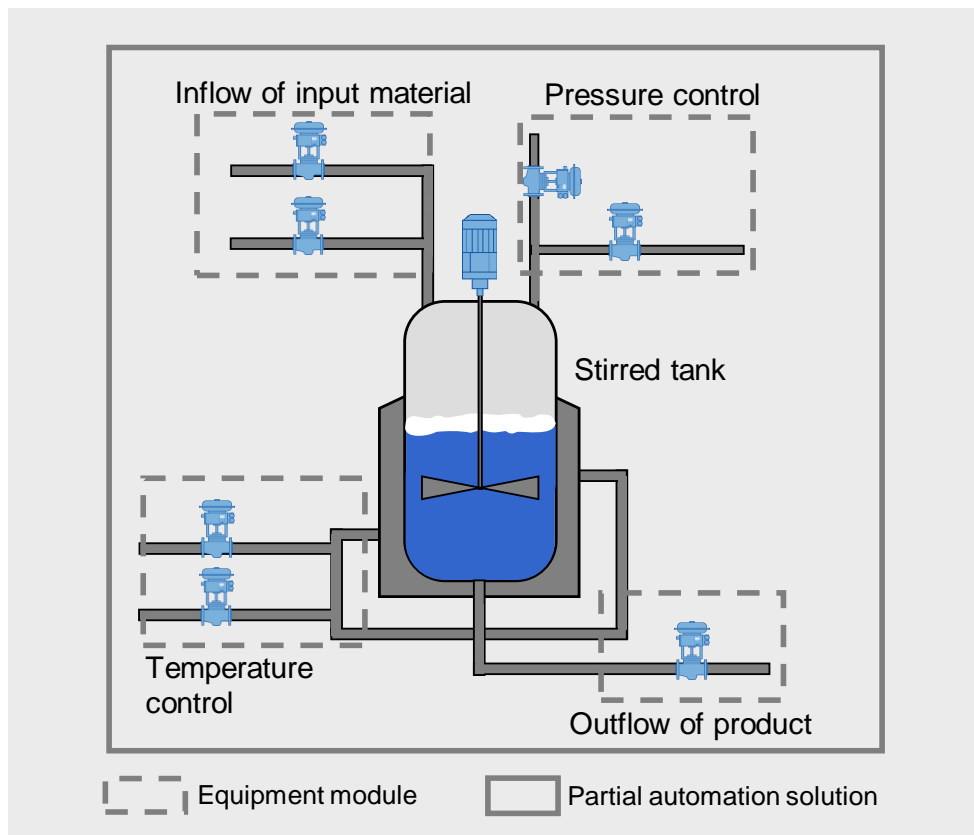 Inflow of input material
Pressure control
Stirred tank
Temperature
control
Outflow of product
Equipment module
Partial automation solution